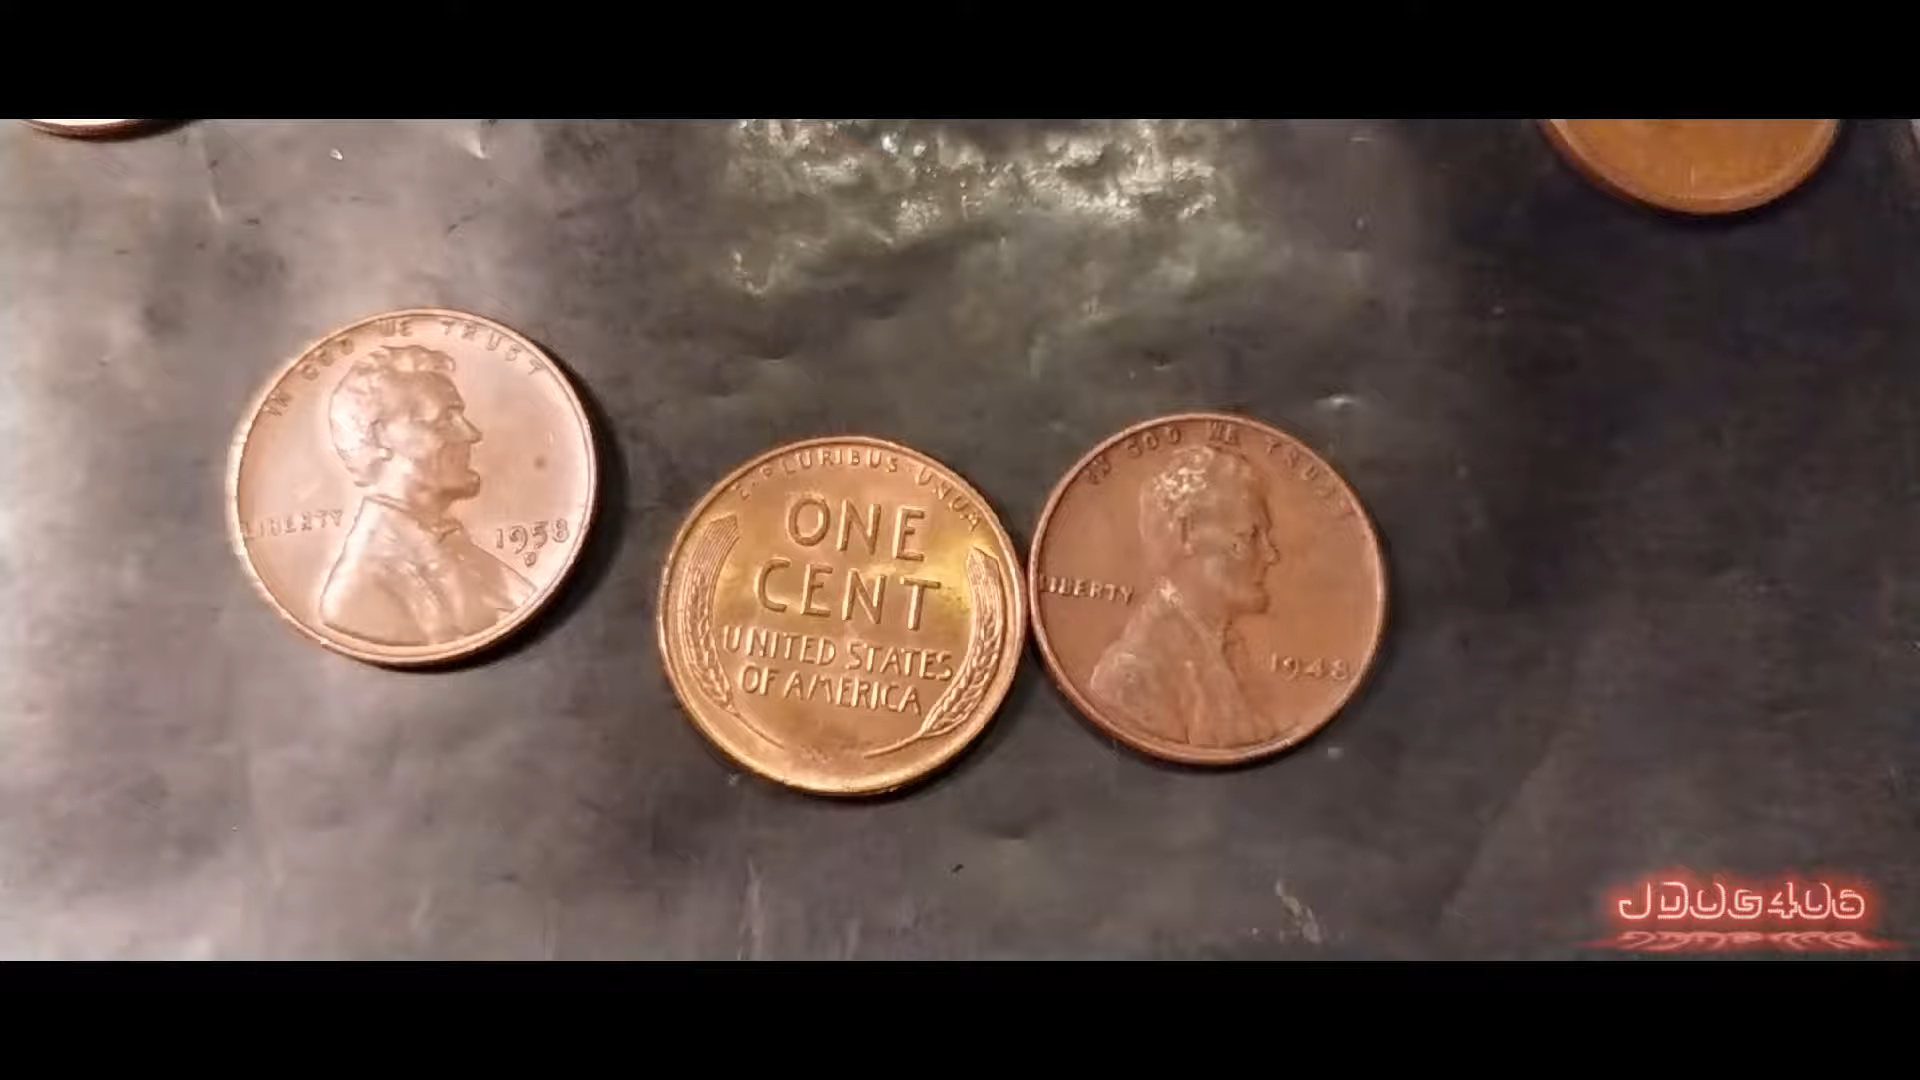 IN GOD WE TRUST
LIBERTY
1958
D
E·PLURIBUS·UNUM
ONE
CENT
UNITED STATES
OF AMERICA
IN GOD WE TRUST
LIBERTY
1948
JDUG406